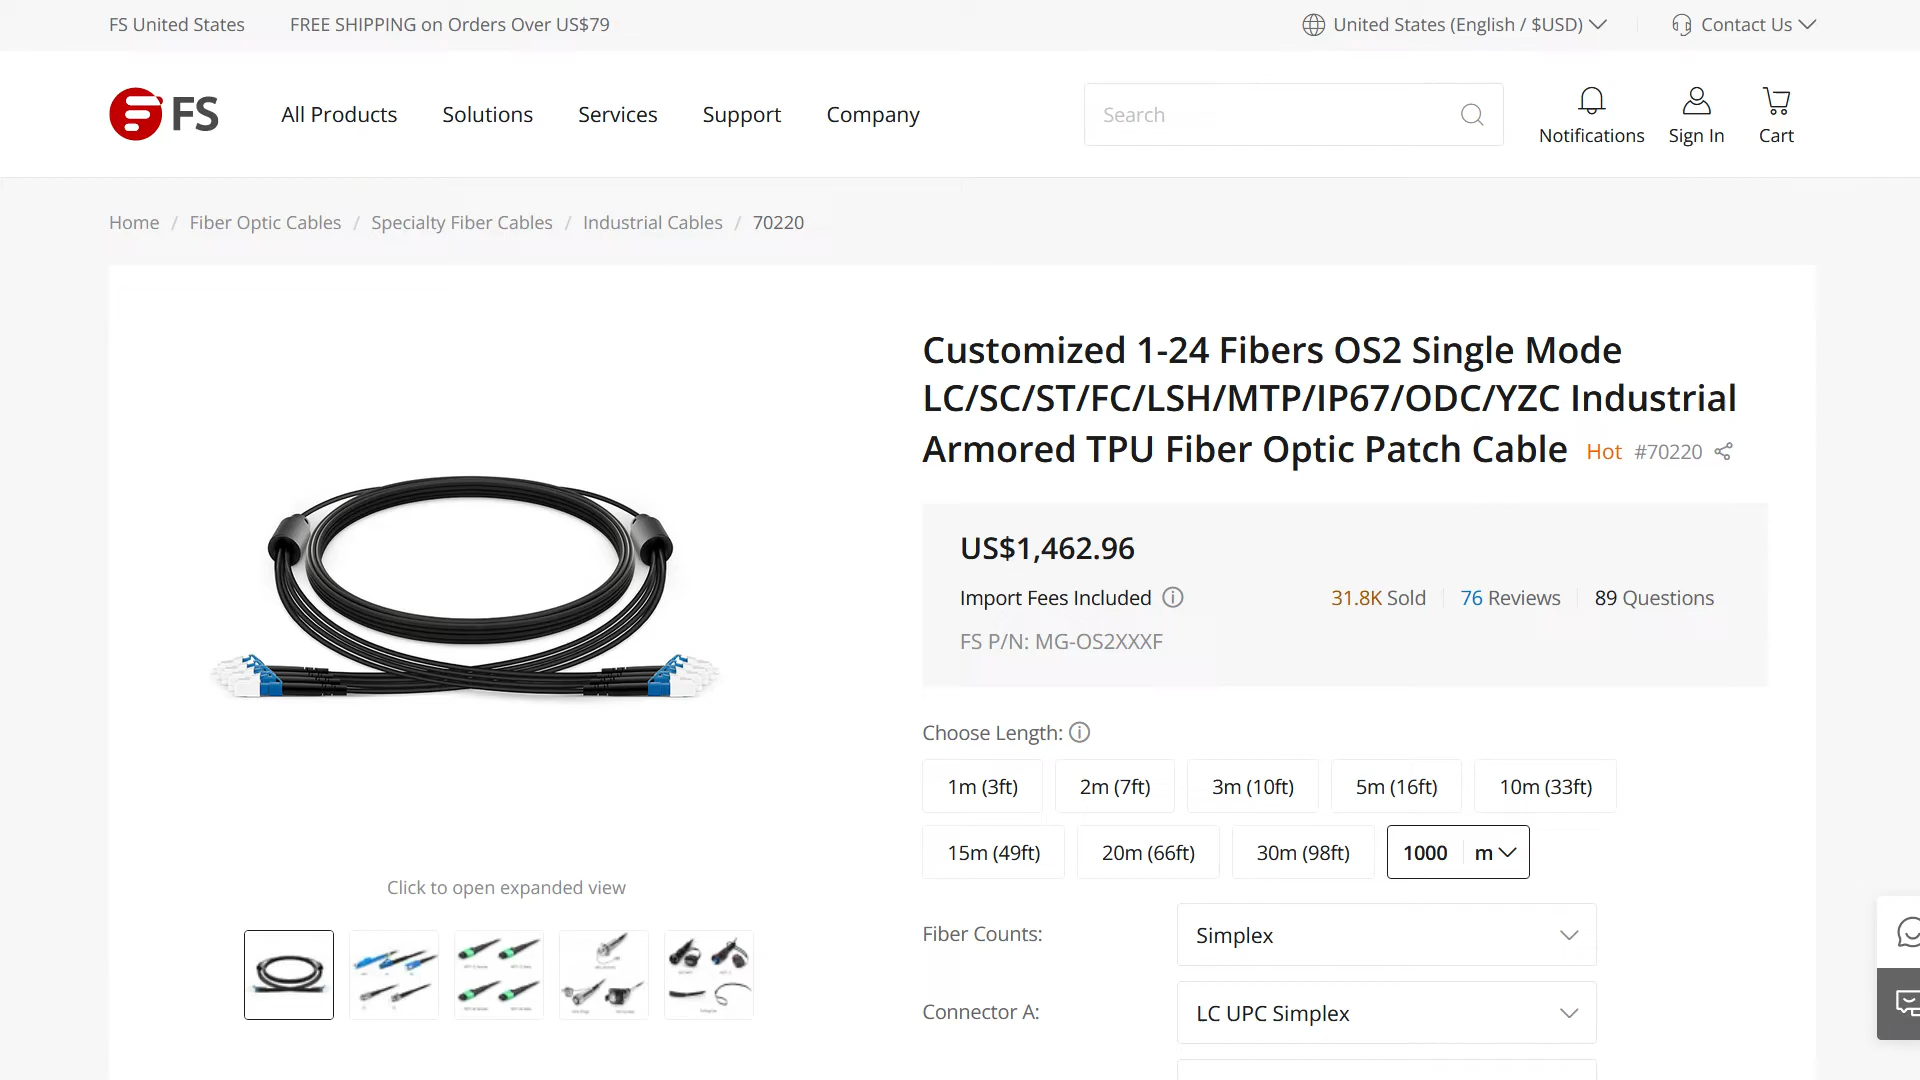 FS United States
FREE SHIPPING on Orders Over US$79
United States (English / $USD)
Contact Us
FS
All Products
Solutions
Services
Support
Company
Search
Notifications
Sign In
Cart
Home / Fiber Optic Cables / Specialty Fiber Cables / Industrial Cables / 70220
Customized 1-24 Fibers OS2 Single Mode
LC/SC/ST/FC/LSH/MTP/IP67/ODC/YZC Industrial
Armored TPU Fiber Optic Patch Cable Hot #70220
US$1,462.96
Import Fees Included
31.8K Sold
76 Reviews
89 Questions
FS P/N: MG-OS2XXXF
Choose Length:
1m (3ft)
2m (7ft)
3m (10ft)
5m (16ft)
10m (33ft)
15m (49ft)
20m (66ft)
30m (98ft)
1000 m
Click to open expanded view
Fiber Counts:
Simplex
Connector A:
LC UPC Simplex